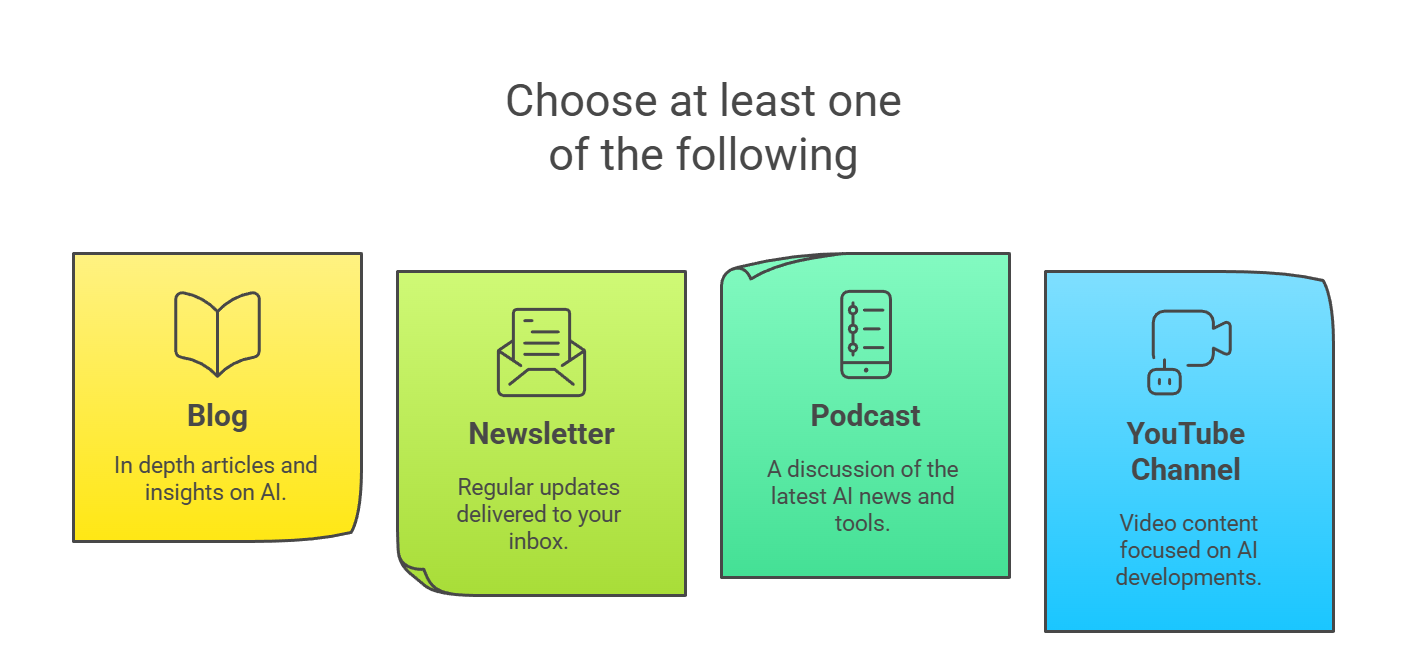 Choose at least one
of the following
Blog
In depth articles and
insights on AI.
Newsletter
Regular updates
delivered to your
inbox.
Podcast
A discussion of the
latest AI news and
tools.
YouTube
Channel
Video content
focused on AI
developments.